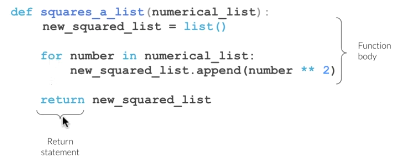 def squares_a_list(numerical_list):
    new_squared_list = list()
    for number in numerical_list:
        new_squared_list.append(number ** 2)
    return new_squared_list
Function
body
Return
statement